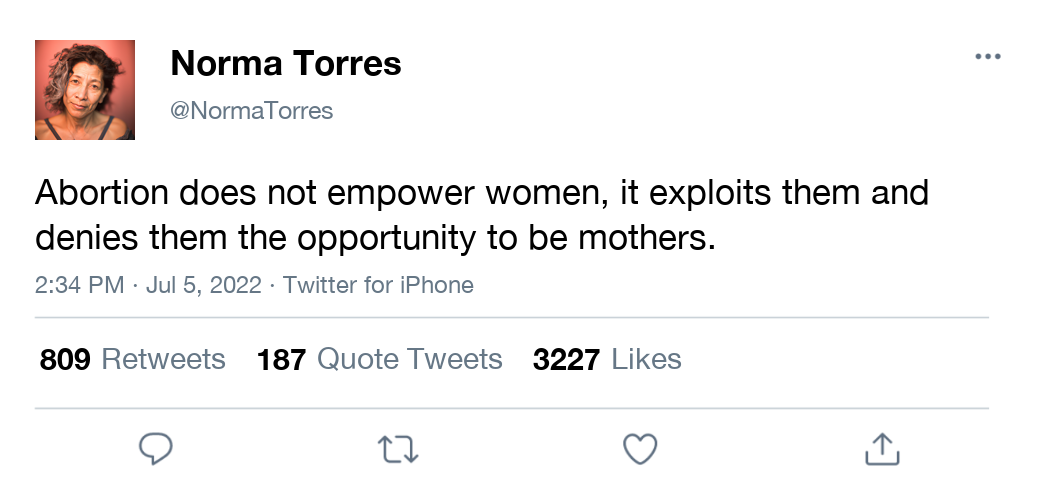 Norma Torres
@NormaTorres
Abortion does not empower women, it exploits them and
denies them the opportunity to be mothers.
2:34 PM · Jul 5, 2022 · Twitter for iPhone
809 Retweets 187 Quote Tweets 3227 Likes